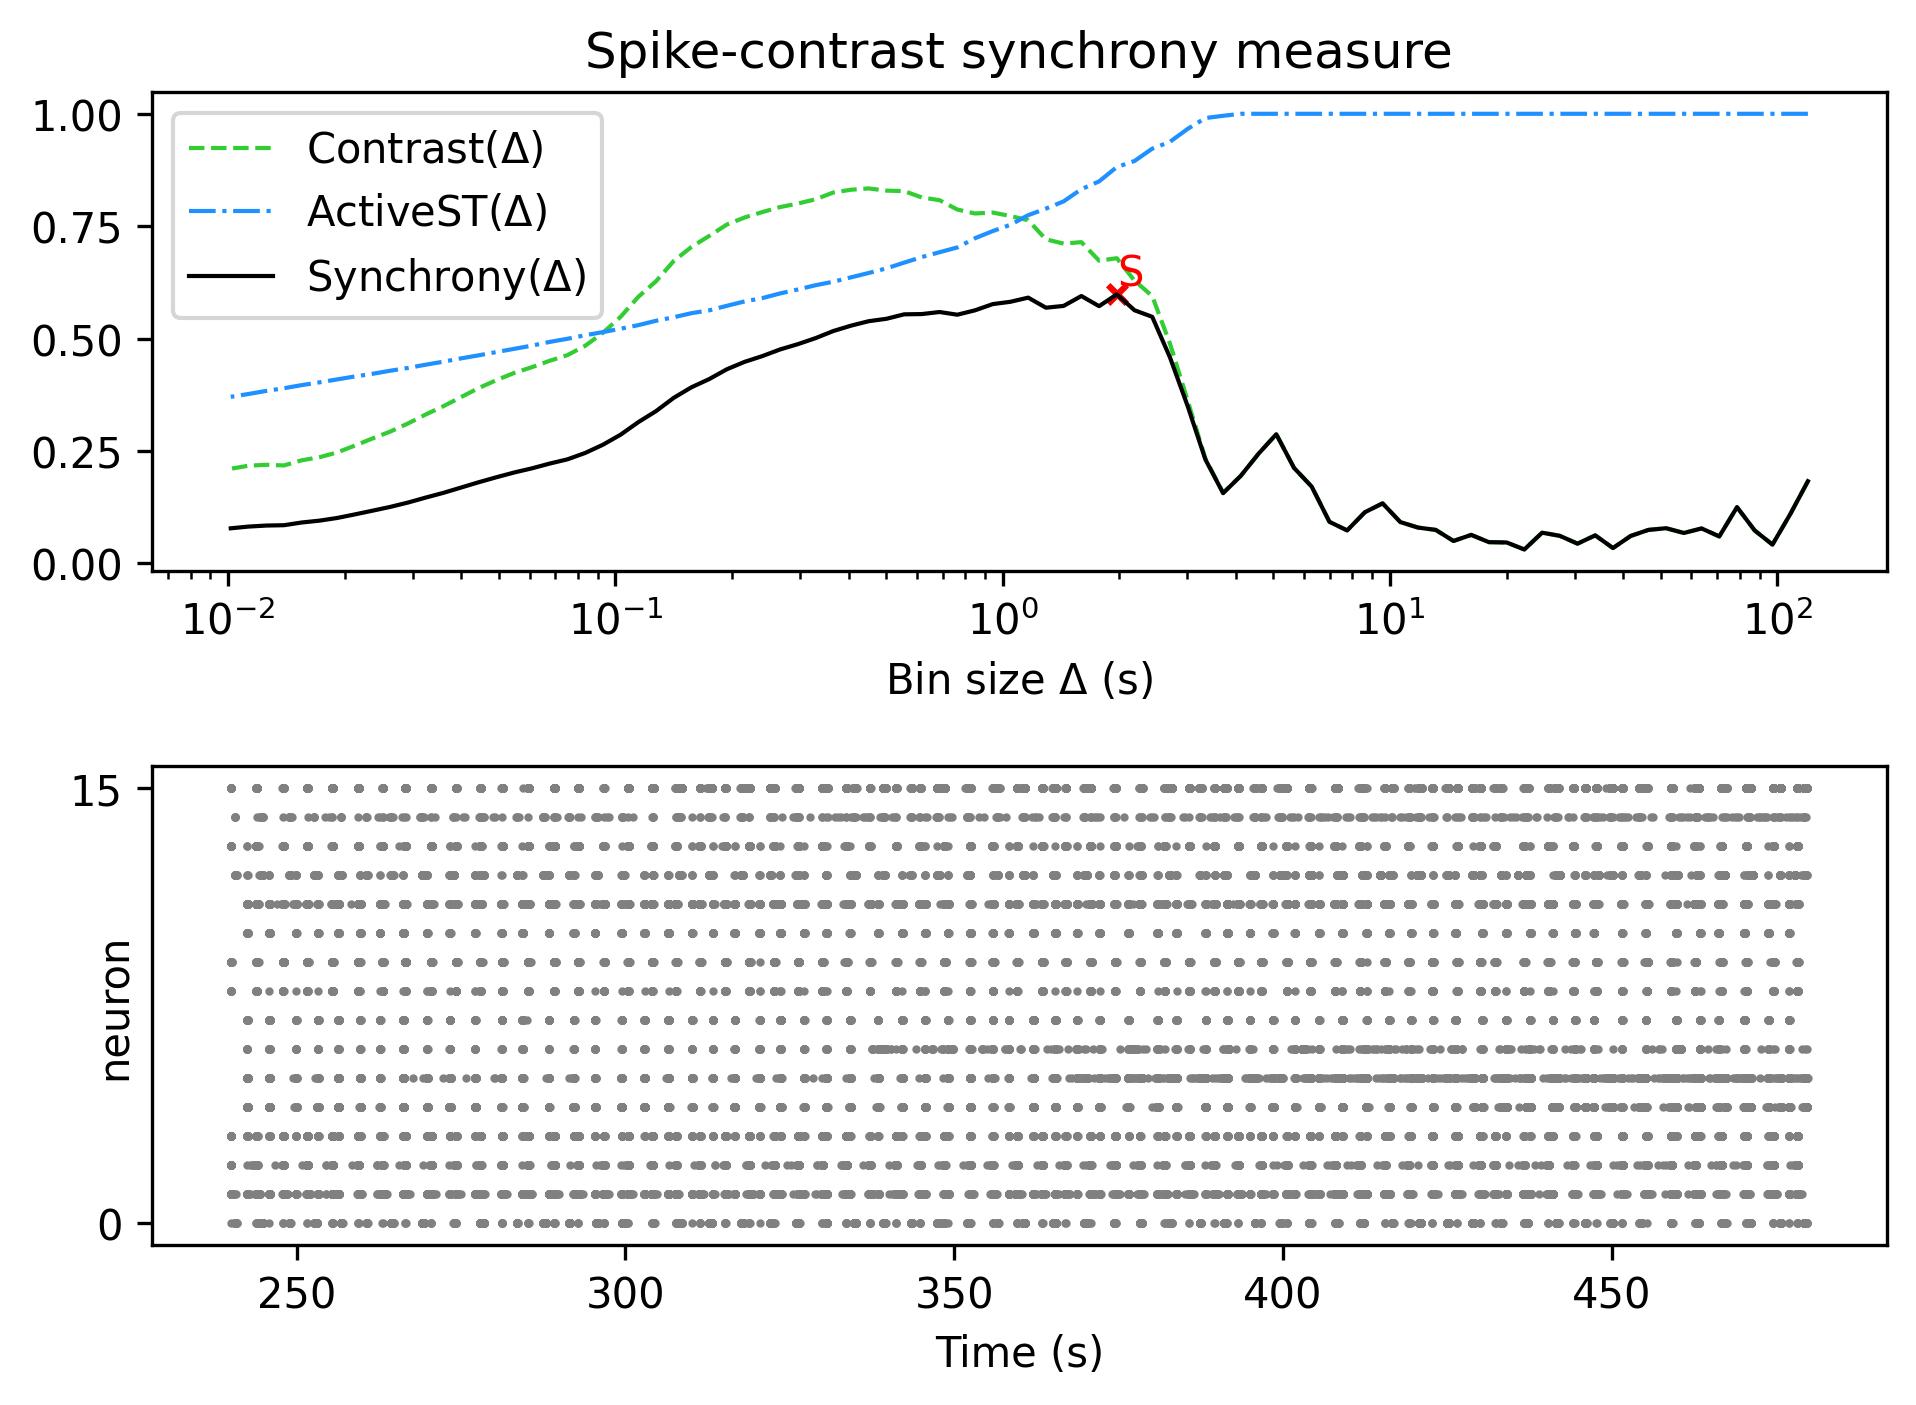 Spike-contrast synchrony measure
1.00
0.75
0.50
0.25
0.00
Contrast(Δ)
ActiveST(Δ)
Synchrony(Δ)
S
10⁻² 10⁻¹ 10⁰ 10¹ 10²
Bin size Δ (s)
15
0
neuron
250 300 350 400 450
Time (s)